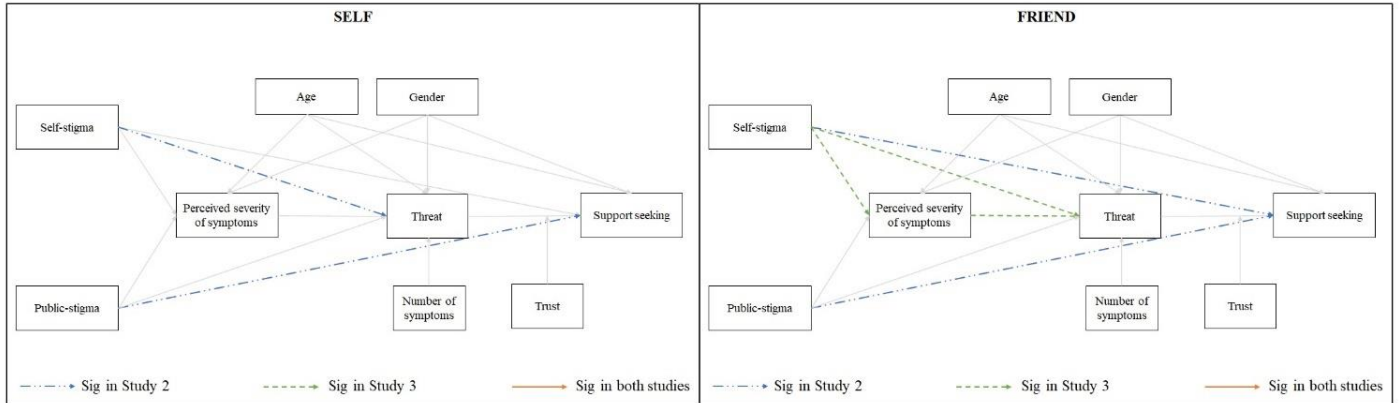 SELF
Age
Gender
Self-stigma
Perceived severity
of symptoms
Threat
Support seeking
Public-stigma
Number of
symptoms
Trust
Sig in Study 2
Sig in Study 3
Sig in both studies
FRIEND
Age
Gender
Self-stigma
Perceived severity
of symptoms
Threat
Support seeking
Public-stigma
Number of
symptoms
Trust
Sig in Study 2
Sig in Study 3
Sig in both studies